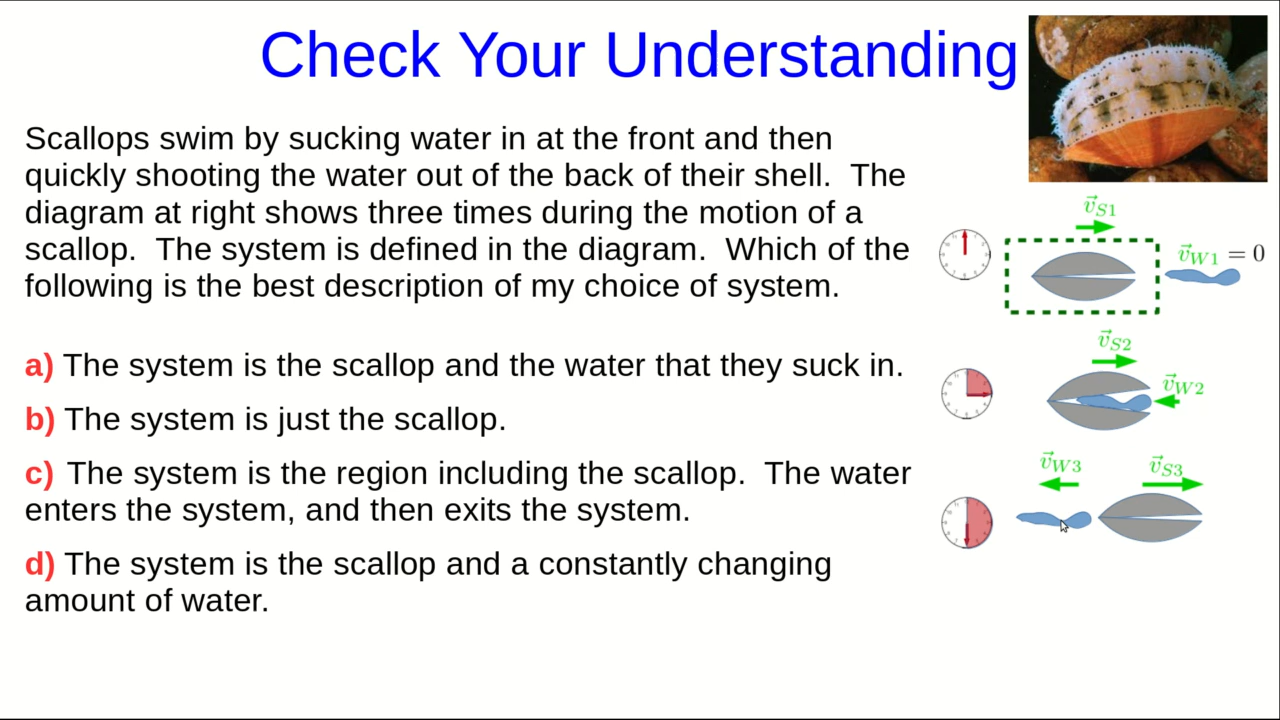 Check Your Understanding
Scallops swim by sucking water in at the front and then
quickly shooting the water out of the back of their shell.  The
diagram at right shows three times during the motion of a
scallop.  The system is defined in the diagram.  Which of the
following is the best description of my choice of system.
a) The system is the scallop and the water that they suck in.
b) The system is just the scallop.
c) The system is the region including the scallop.  The water
enters the system, and then exits the system.
d) The system is the scallop and a constantly changing
amount of water.
v⃗S1
v⃗W1 = 0
v⃗S2
v⃗W2
v⃗W3
v⃗S3